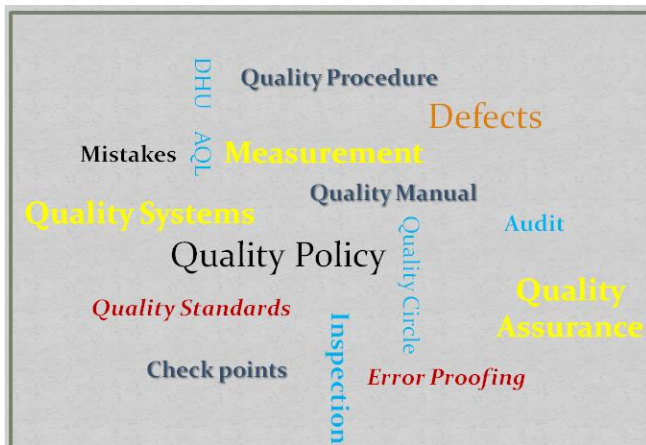 DHU
Quality Procedure
Defects
Mistakes
AQL
Measurement
Quality Manual
Quality Systems
Audit
Quality Policy
Quality Circle
Quality
Assurance
Quality Standards
Inspection
Check points
Error Proofing